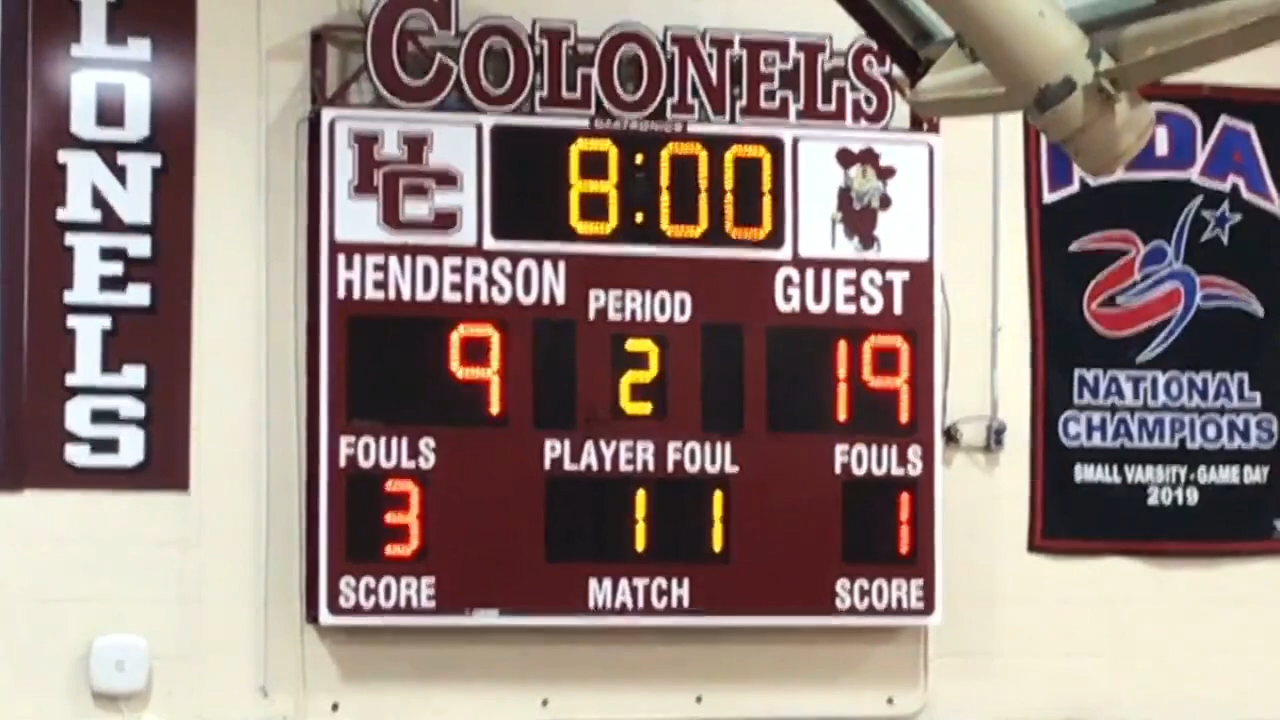 LONELS
COLONELS
HC
8:00
HENDERSON
PERIOD
GUEST
9
2
19
FOULS
PLAYER FOUL
FOULS
3
1 1
1
SCORE
MATCH
SCORE
NDA
NATIONAL
CHAMPIONS
SMALL VARSITY - GAME DAY
2019